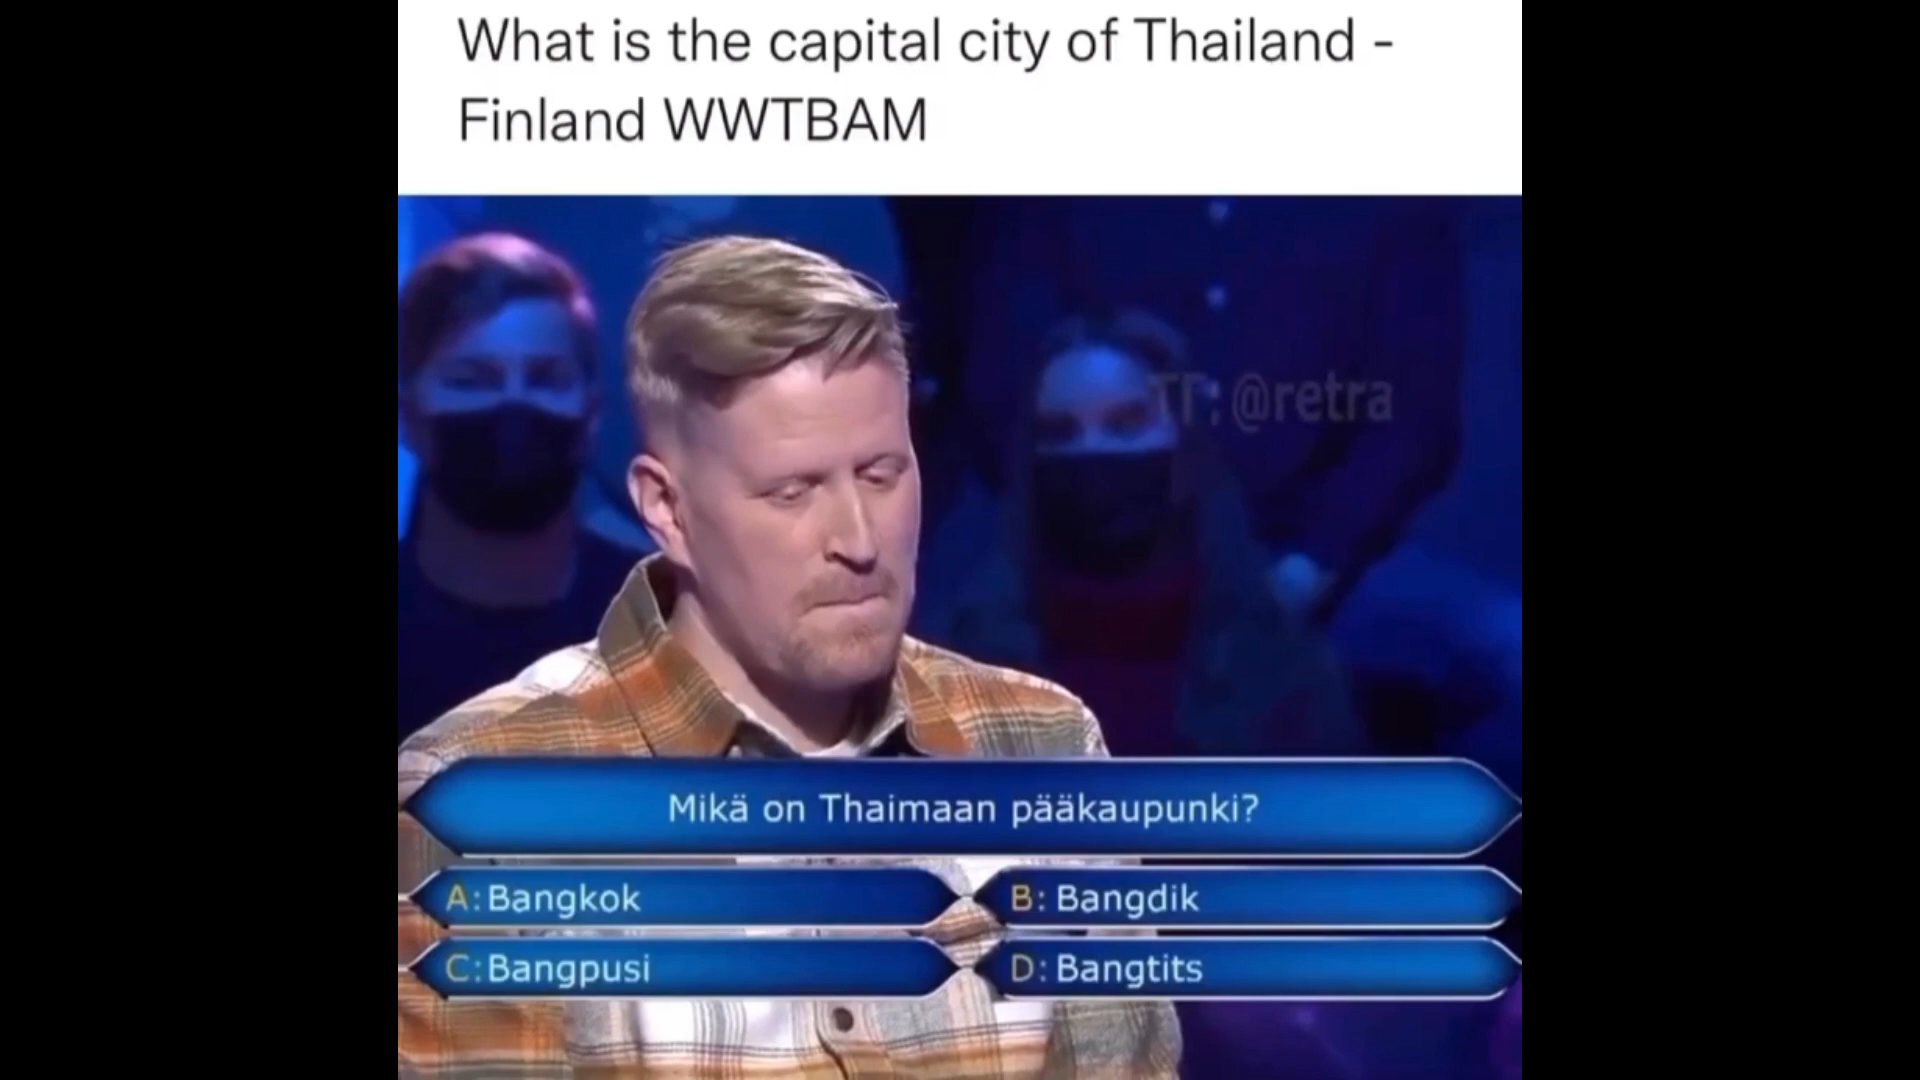 What is the capital city of Thailand -
Finland WWTBAM
TT: @retra
Mikä on Thaimaan pääkaupunki?
A: Bangkok
B: Bangdik
C: Bangpusi
D: Bangtits